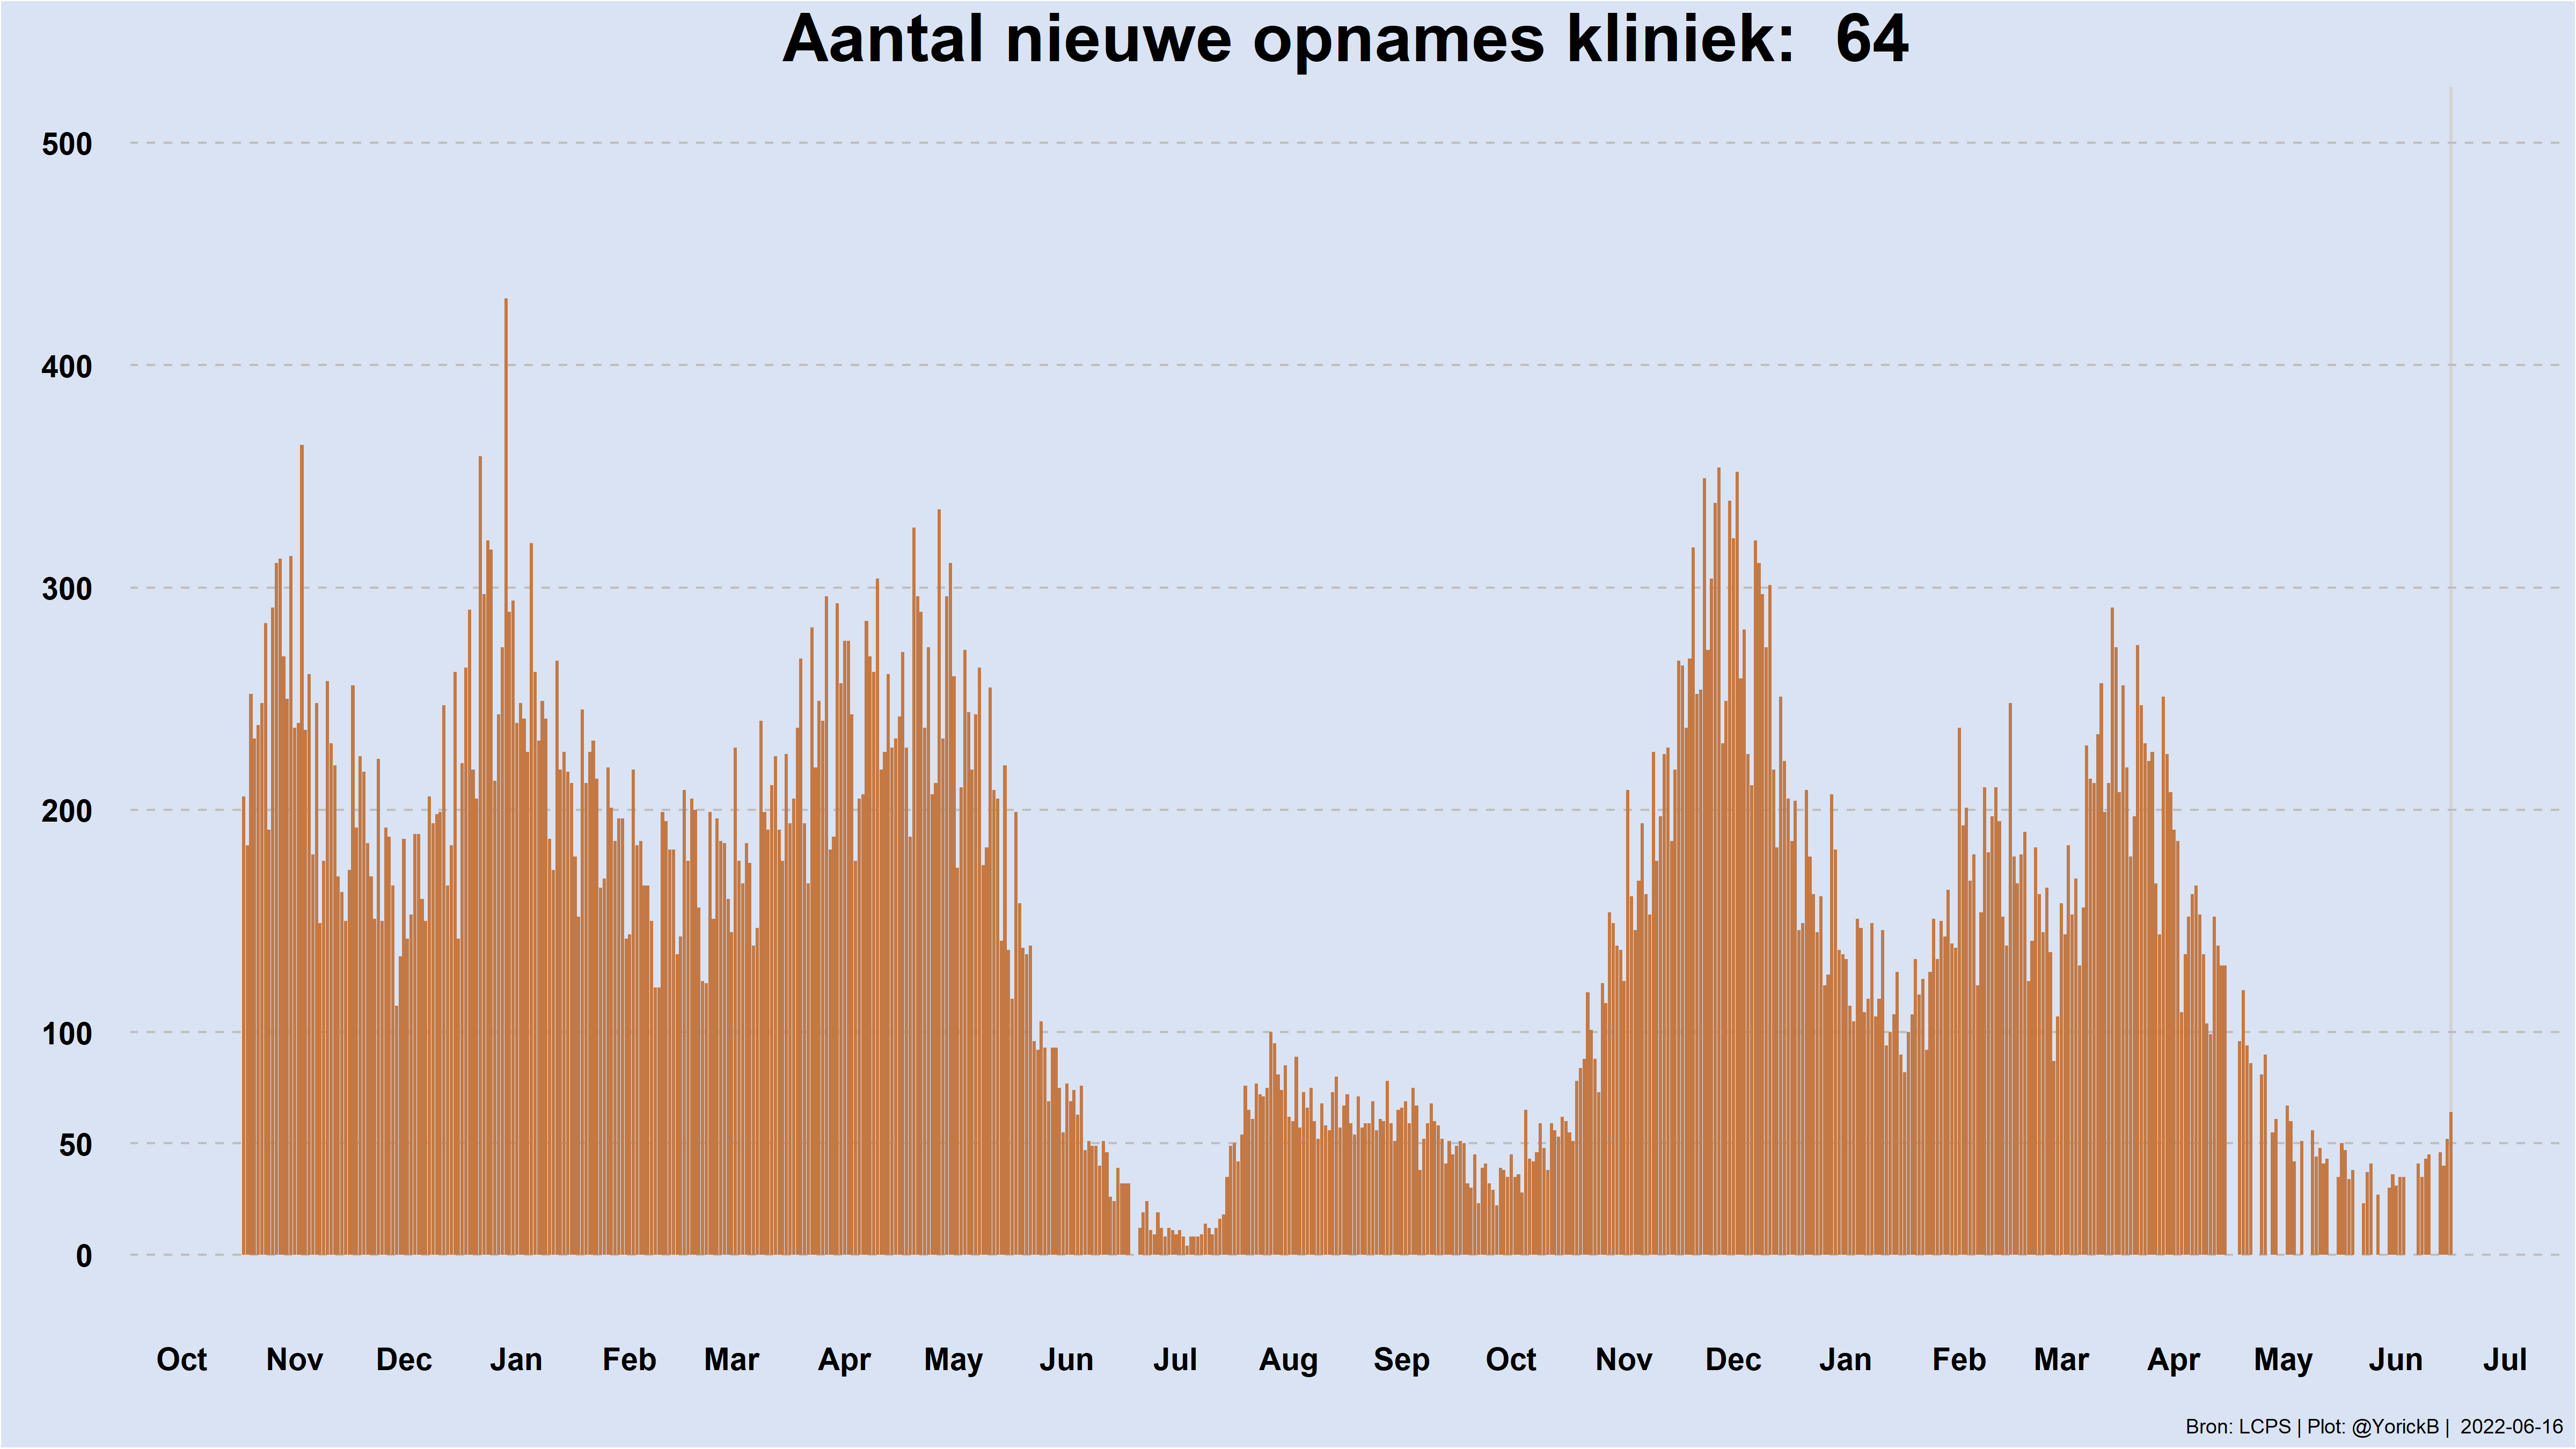 Aantal nieuwe opnames kliniek:  64
500
400
300
200
100
50
0
Oct Nov Dec Jan Feb Mar Apr May Jun Jul Aug Sep Oct Nov Dec Jan Feb Mar Apr May Jun Jul
Bron: LCPS | Plot: @YorickB |  2022-06-16